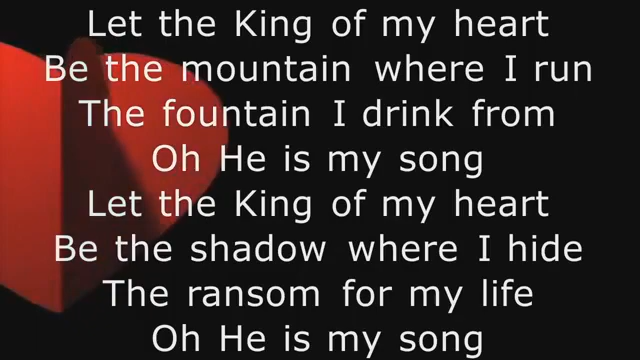 Let the King of my heart
Be the mountain where I run
The fountain I drink from
Oh He is my song
Let the King of my heart
Be the shadow where I hide
The ransom for my life
Oh He is my song